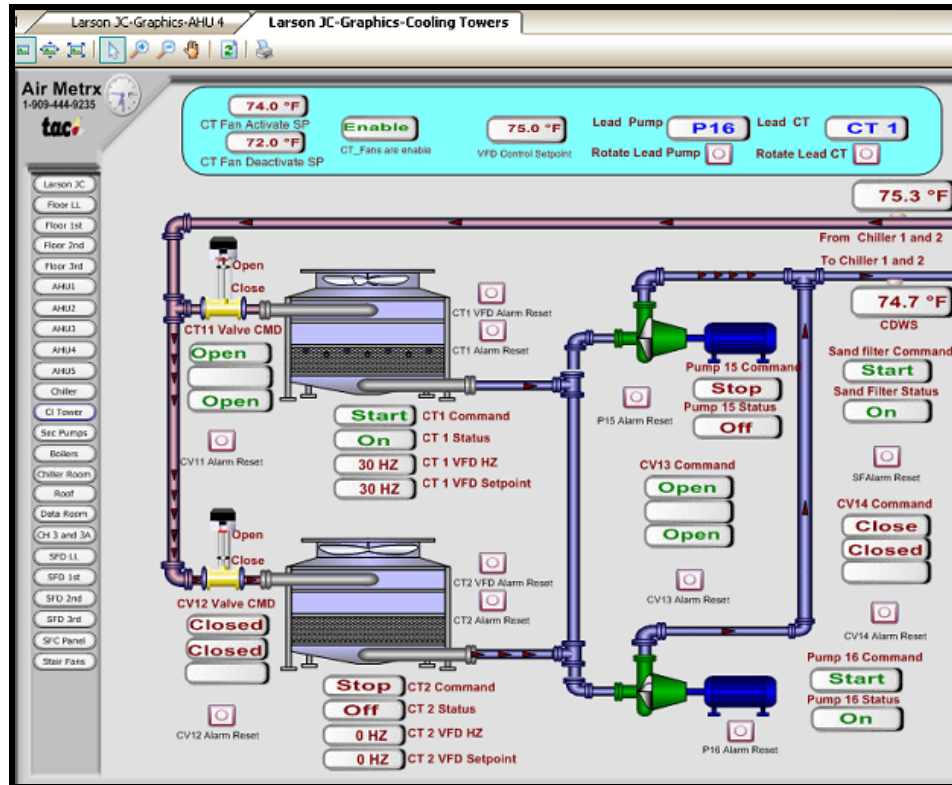 Larson JC-Graphics-AHU 4
Larson JC-Graphics-Cooling Towers
Air Metrx
1-909-444-9235
tac
74.0 °F
CT Fan Activate SP
72.0 °F
CT Fan Deactivate SP
Enable
CT_Fans are enable
75.0 °F
VFD Control Setpoint
Lead Pump
P16
Lead CT
CT 1
Rotate Lead Pump
Rotate Lead CT
Larson JC
Floor LL
Floor 1st
Floor 2nd
Floor 3rd
AHU1
AHU2
AHU3
AHU4
AHU5
Chiller
Cl Tower
Sec Pumps
Boilers
Chiller Room
Roof
Data Room
CH 3 and 3A
SFD LL
SFD 1st
SFD 2nd
SFD 3rd
SFC Panel
Stair Fans
75.3 °F
From Chiller 1 and 2
To Chiller 1 and 2
74.7 °F
CDWS
Open
Close
CT11 Valve CMD
Open
Open
CV11 Alarm Reset
CT1 VFD Alarm Reset
CT1 Alarm Reset
Start CT1 Command
On CT 1 Status
30 HZ CT 1 VFD HZ
30 HZ CT 1 VFD Setpoint
Pump 15 Command
Stop
Pump 15 Status
Off
P15 Alarm Reset
Sand filter Command
Start
Sand Filter Status
On
SFAlarm Reset
CV13 Command
Open
Open
CV13 Alarm Reset
CV14 Command
Close
Closed
CV14 Alarm Reset
Open
Close
CV12 Valve CMD
Closed
Closed
CV12 Alarm Reset
CT2 VFD Alarm Reset
CT2 Alarm Reset
Stop CT2 Command
Off CT 2 Status
0 HZ CT 2 VFD HZ
0 HZ CT 2 VFD Setpoint
Pump 16 Command
Start
Pump 16 Status
On
P16 Alarm Reset